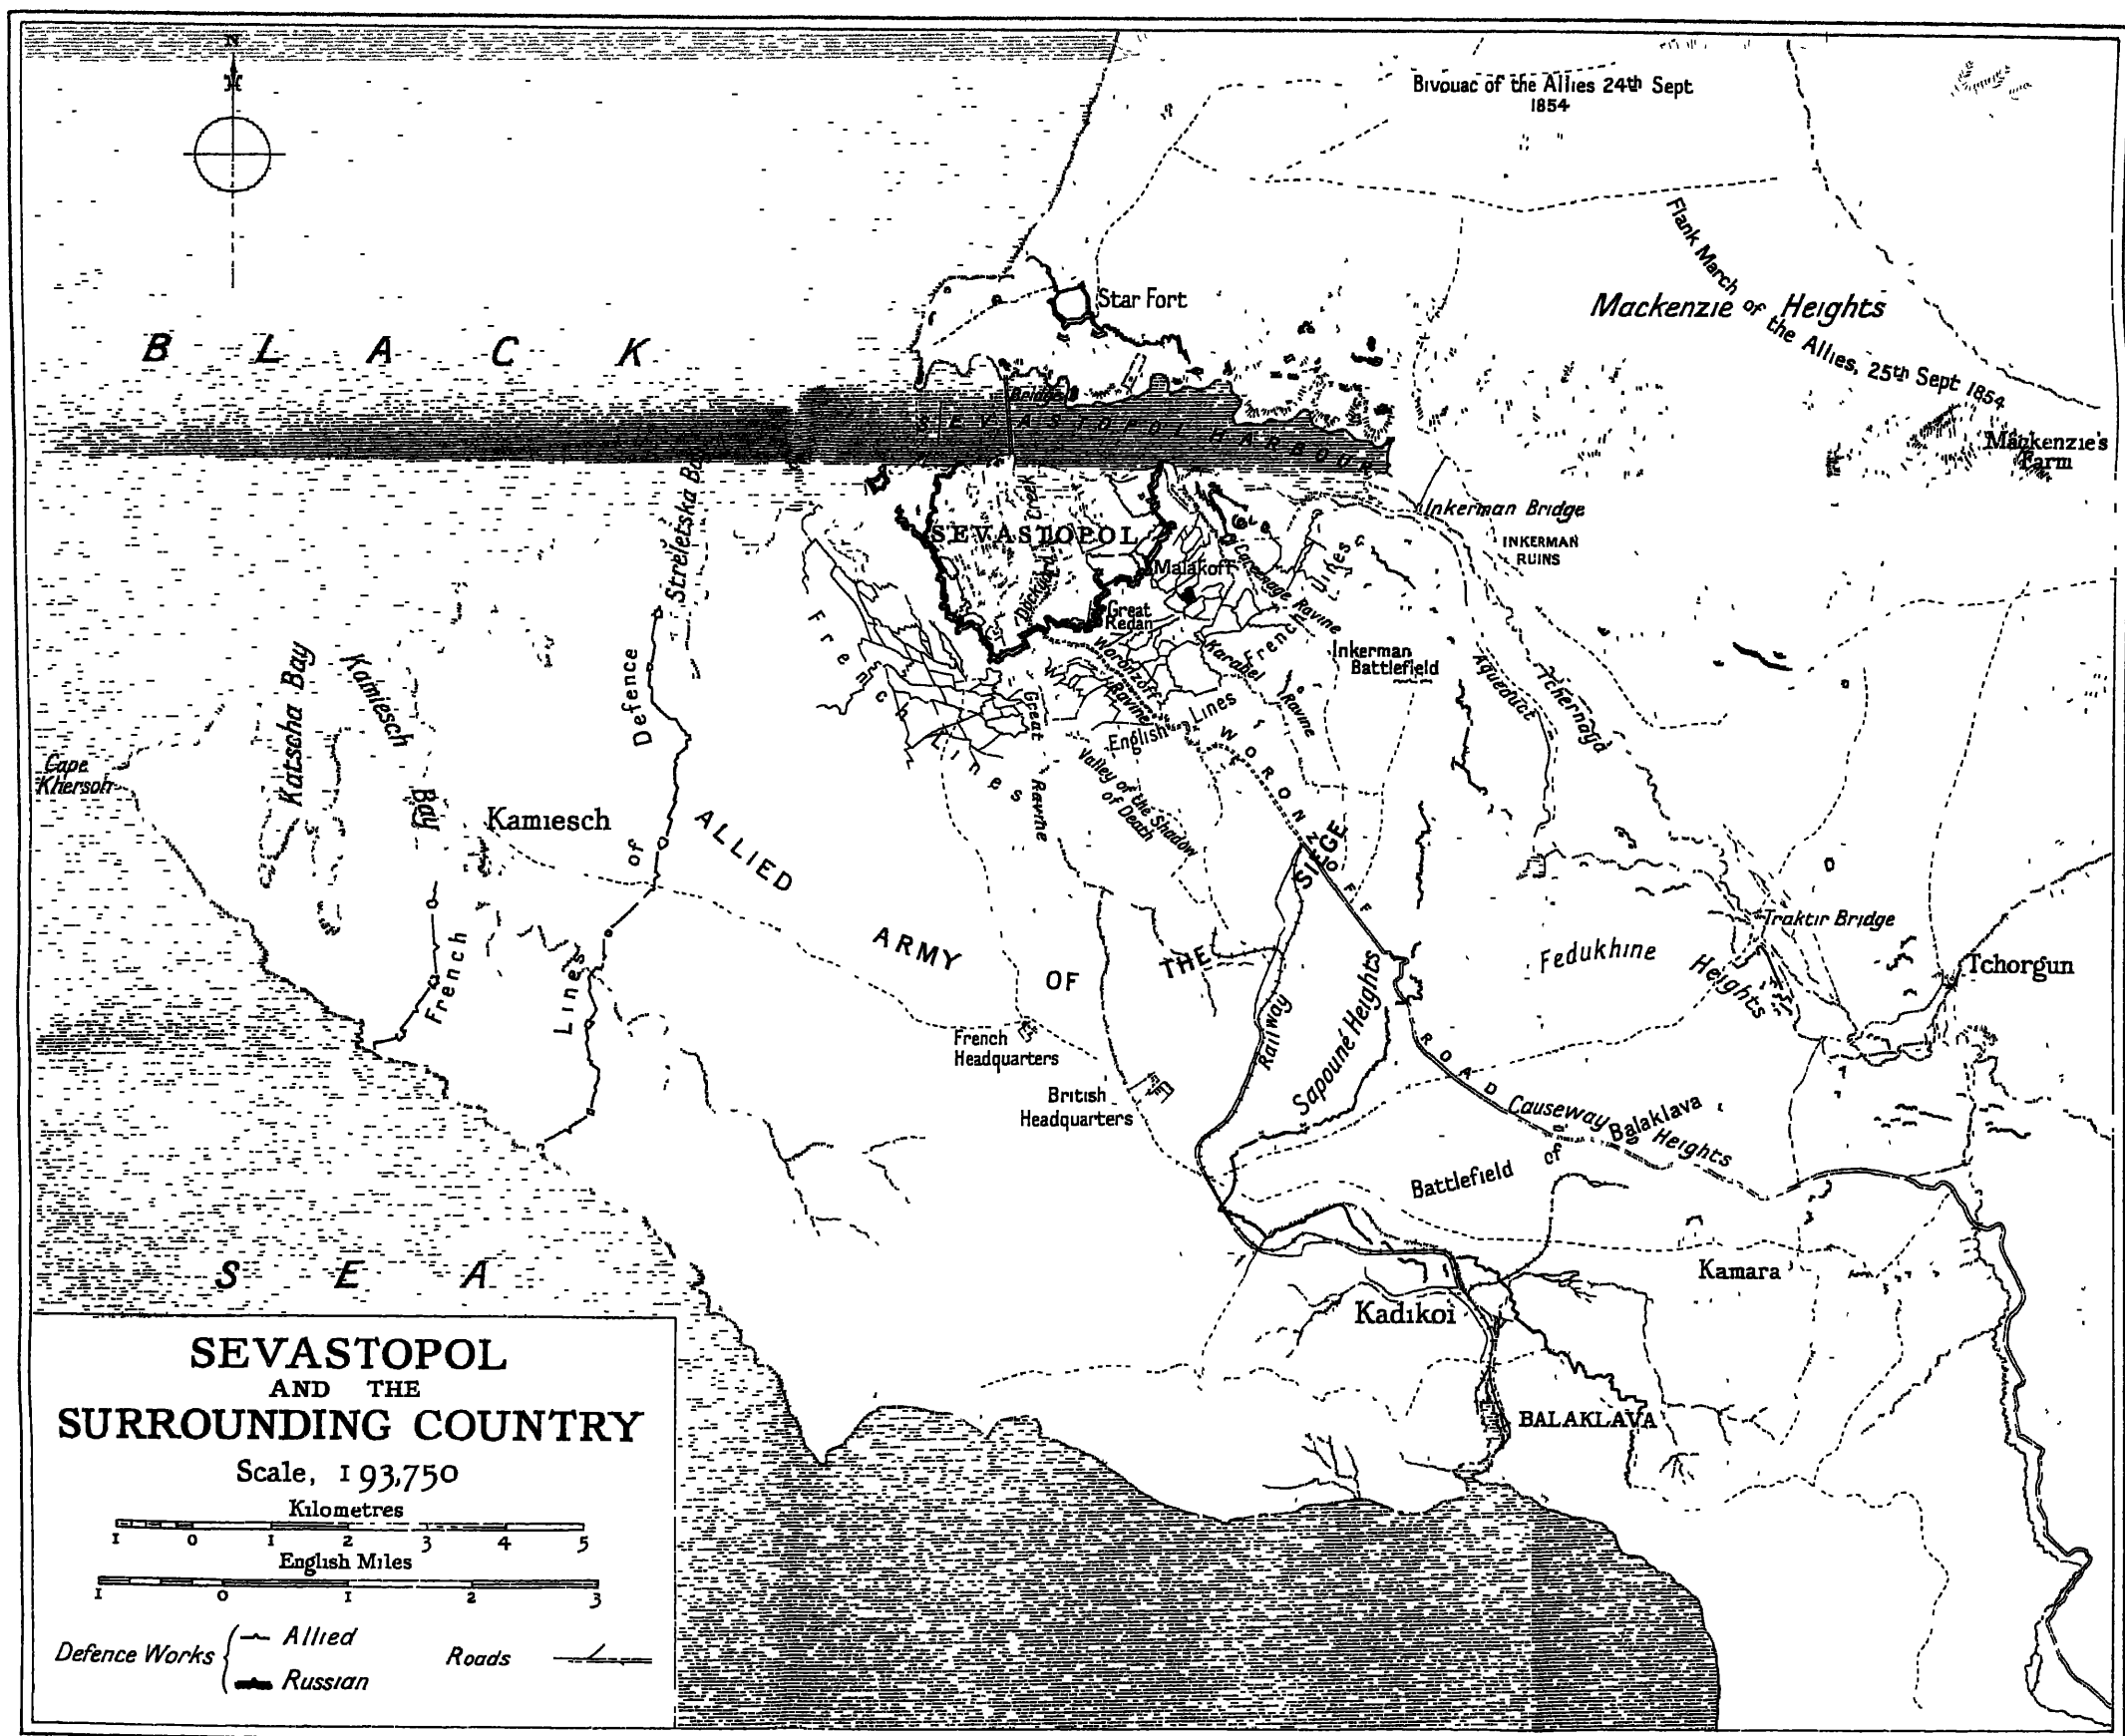 N
Bivouac of the Allies 24th Sept
1854
Flank March of the Allies, 25th Sept 1854
Mackenzie Heights
Mackenzie's
Farm
Star Fort
BLACK
SEA
Bridge
SEVASTOPOL HARBOUR
Streletska Bay
SEVASTOPOL
Dockyard Creek
Malakoff
Great
Redan
Careenage Ravine
Inkerman Bridge
INKERMAN
RUINS
French Lines
Inkerman
Battlefield
Karabel Ravine
Woronzoff
Ravine
English Lines
French Lines
Great Ravine
Valley of the Shadow
of Death
Aqueduct
Tchernaya
Cape
Kherson
Katscha Bay
Kamiesch Bay
Kamiesch
French Lines of Defence
ALLIED ARMY OF THE SIEGE
WORONZOFF ROAD
Traktir Bridge
Fedukhine Heights
Tchorgun
French
Headquarters
British
Headquarters
Railway
Sapouné Heights
Causeway Heights
Battlefield of Balaklava
Kamara
Kadikoi
BALAKLAVA
SEVASTOPOL
AND THE
SURROUNDING COUNTRY
Scale, 1 93,750
Kilometres
1 0 1 2 3 4 5
English Miles
1 0 1 2 3
Defence Works
Allied
Russian
Roads